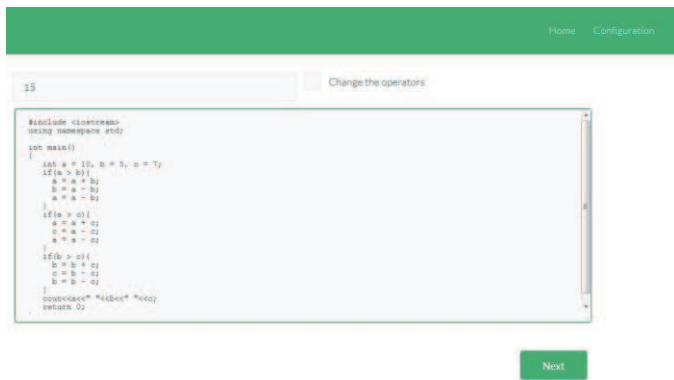 Home Configuration
15
Change the operators
#include <iostream>
using namespace std;
int main()
{
int a = 10, b = 5, c = 7;
if(a > b){
a = a + b;
b = a - b;
a = a - b;
}
if(a > c){
a = a + c;
c = a - c;
a = a - c;
}
if(b > c){
b = b + c;
c = b - c;
b = b - c;
}
cout<<a<<" "<<b<<" "<<c;
return 0;
Next